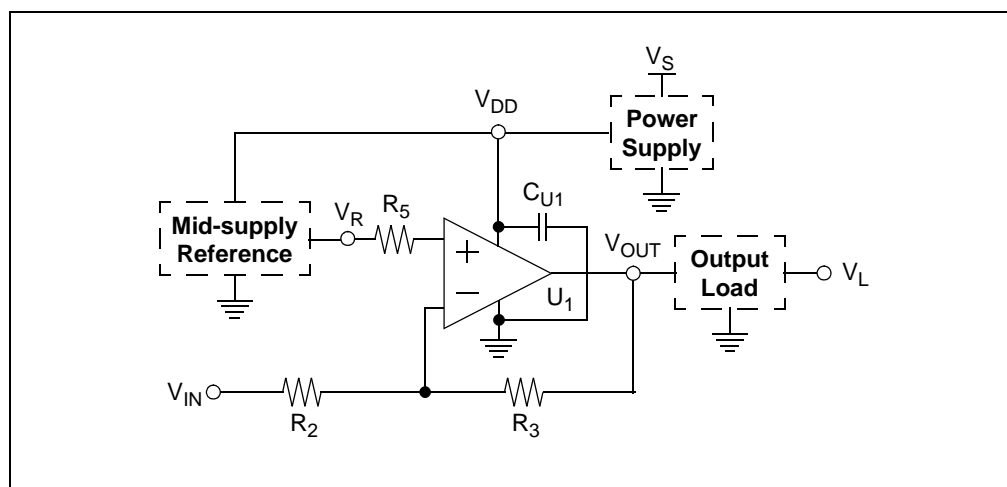 V_S
Power
Supply
V_DD
C_U1
R_5
V_R
Mid-supply
Reference
+
−
U_1
V_OUT
Output
Load
V_L
V_IN
R_2
R_3